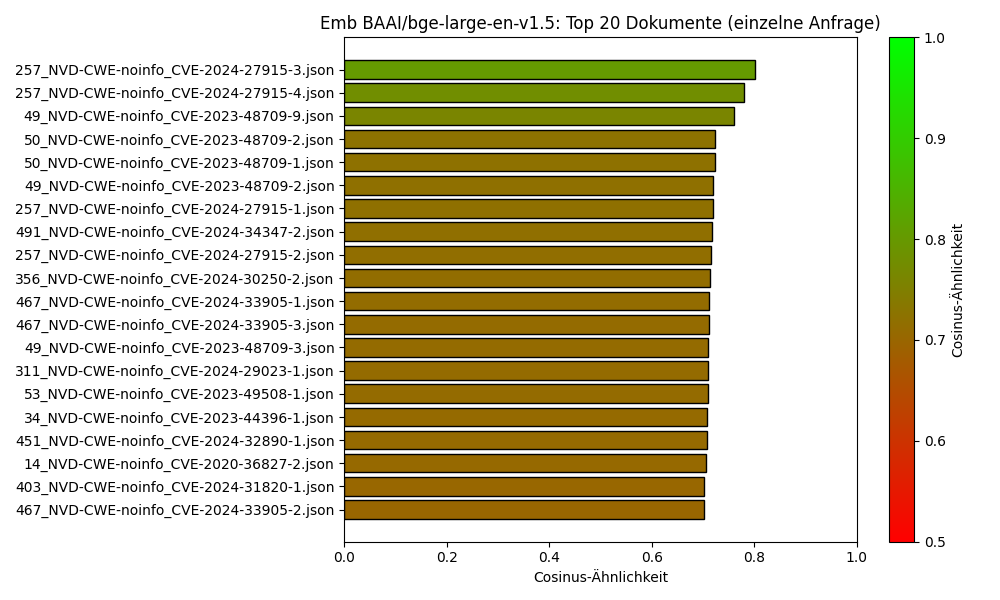 Emb BAAI/bge-large-en-v1.5: Top 20 Dokumente (einzelne Anfrage)
257_NVD-CWE-noinfo_CVE-2024-27915-3.json
257_NVD-CWE-noinfo_CVE-2024-27915-4.json
49_NVD-CWE-noinfo_CVE-2023-48709-9.json
50_NVD-CWE-noinfo_CVE-2023-48709-2.json
50_NVD-CWE-noinfo_CVE-2023-48709-1.json
49_NVD-CWE-noinfo_CVE-2023-48709-2.json
257_NVD-CWE-noinfo_CVE-2024-27915-1.json
491_NVD-CWE-noinfo_CVE-2024-34347-2.json
257_NVD-CWE-noinfo_CVE-2024-27915-2.json
356_NVD-CWE-noinfo_CVE-2024-30250-2.json
467_NVD-CWE-noinfo_CVE-2024-33905-1.json
467_NVD-CWE-noinfo_CVE-2024-33905-3.json
49_NVD-CWE-noinfo_CVE-2023-48709-3.json
311_NVD-CWE-noinfo_CVE-2024-29023-1.json
53_NVD-CWE-noinfo_CVE-2023-49508-1.json
34_NVD-CWE-noinfo_CVE-2023-44396-1.json
451_NVD-CWE-noinfo_CVE-2024-32890-1.json
14_NVD-CWE-noinfo_CVE-2020-36827-2.json
403_NVD-CWE-noinfo_CVE-2024-31820-1.json
467_NVD-CWE-noinfo_CVE-2024-33905-2.json
0.0 0.2 0.4 0.6 0.8 1.0
Cosinus-Ähnlichkeit
1.0
0.9
0.8
0.7
0.6
0.5
Cosinus-Ähnlichkeit